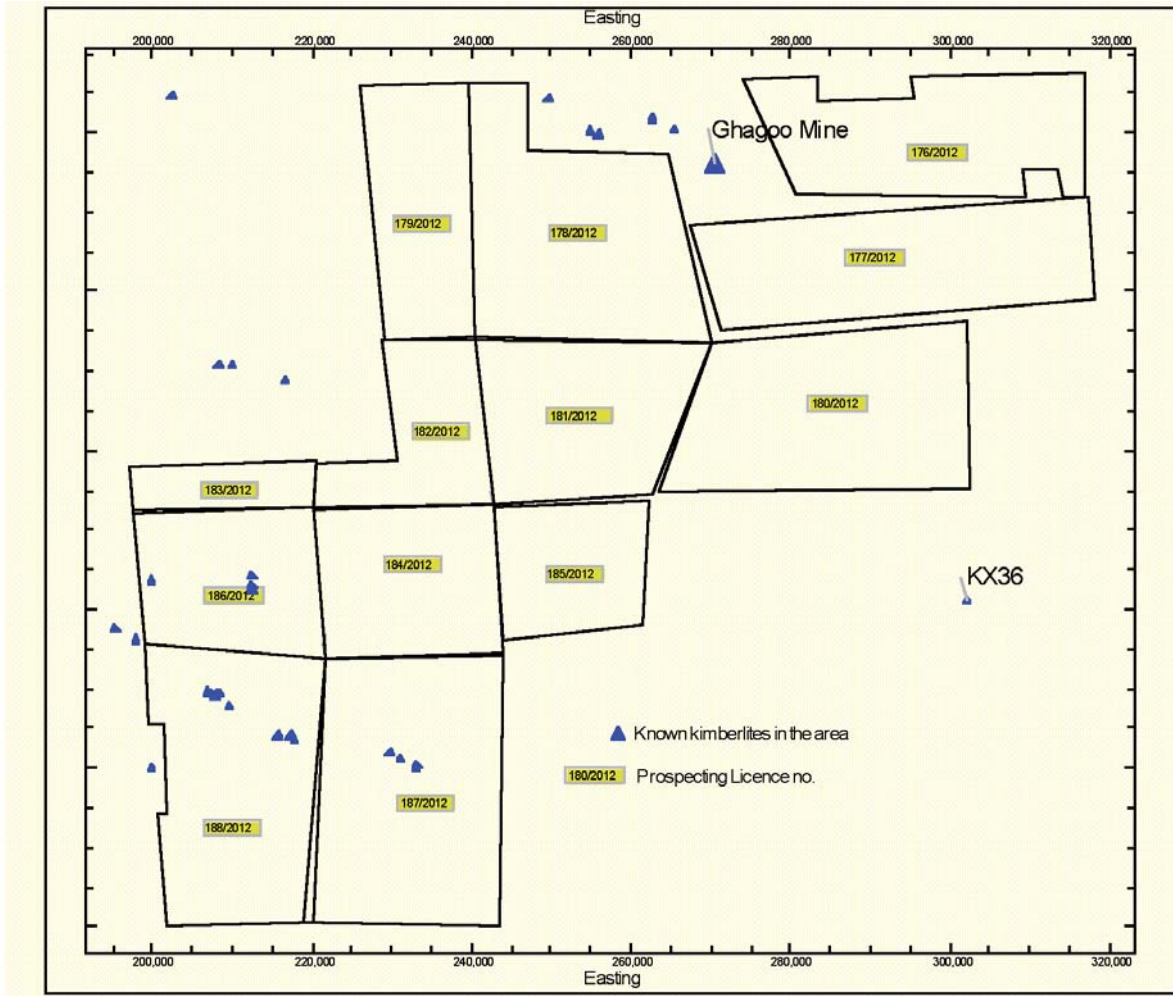 Easting
200,000 220,000 240,000 260,000 280,000 300,000 320,000
Ghagoo Mine
176/2012
179/2012
178/2012
177/2012
180/2012
181/2012
182/2012
183/2012
184/2012
185/2012
KX36
186/2012
Known kimberlites in the area
180/2012 Prospecting Licence no.
187/2012
188/2012
200,000 220,000 240,000 260,000 280,000 300,000 320,000
Easting